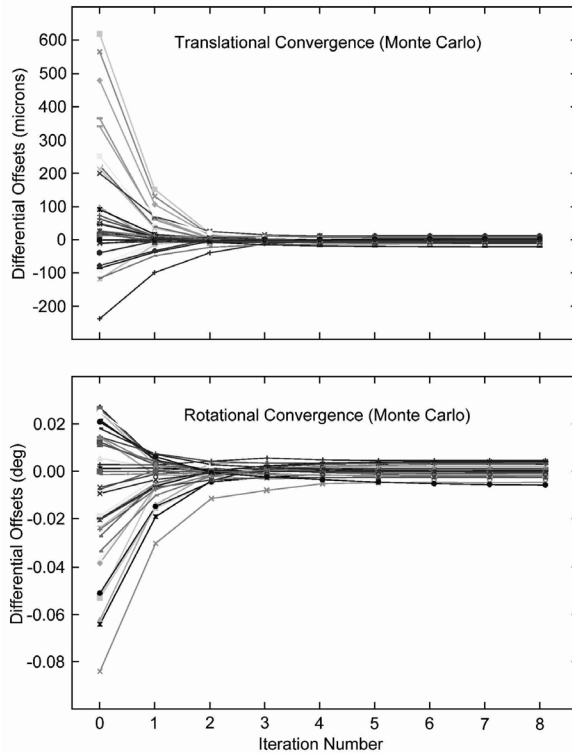 Translational Convergence (Monte Carlo)
Differential Offsets (microns)
600
500
400
300
200
100
0
-100
-200
Rotational Convergence (Monte Carlo)
Differential Offsets (deg)
0.02
0.00
-0.02
-0.04
-0.06
-0.08
0 1 2 3 4 5 6 7 8
Iteration Number